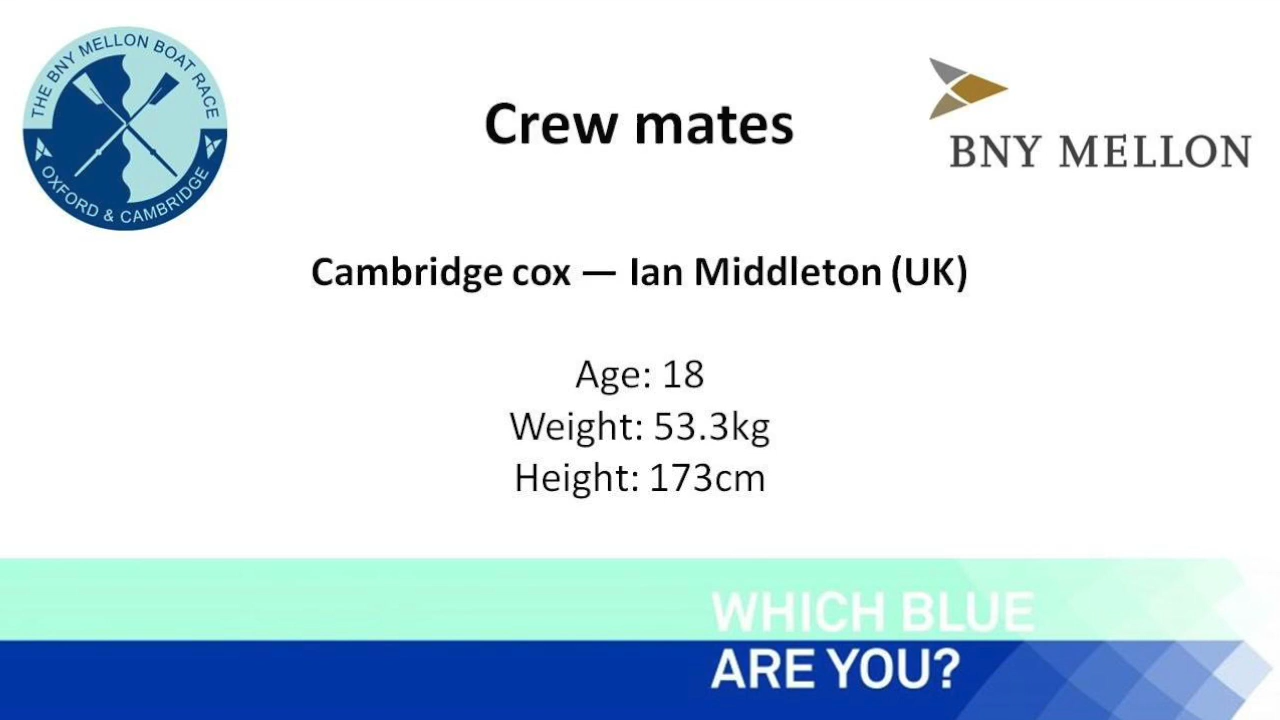 THE BNY MELLON BOAT RACE
OXFORD & CAMBRIDGE
Crew mates
BNY MELLON
Cambridge cox — Ian Middleton (UK)
Age: 18
Weight: 53.3kg
Height: 173cm
WHICH BLUE
ARE YOU?